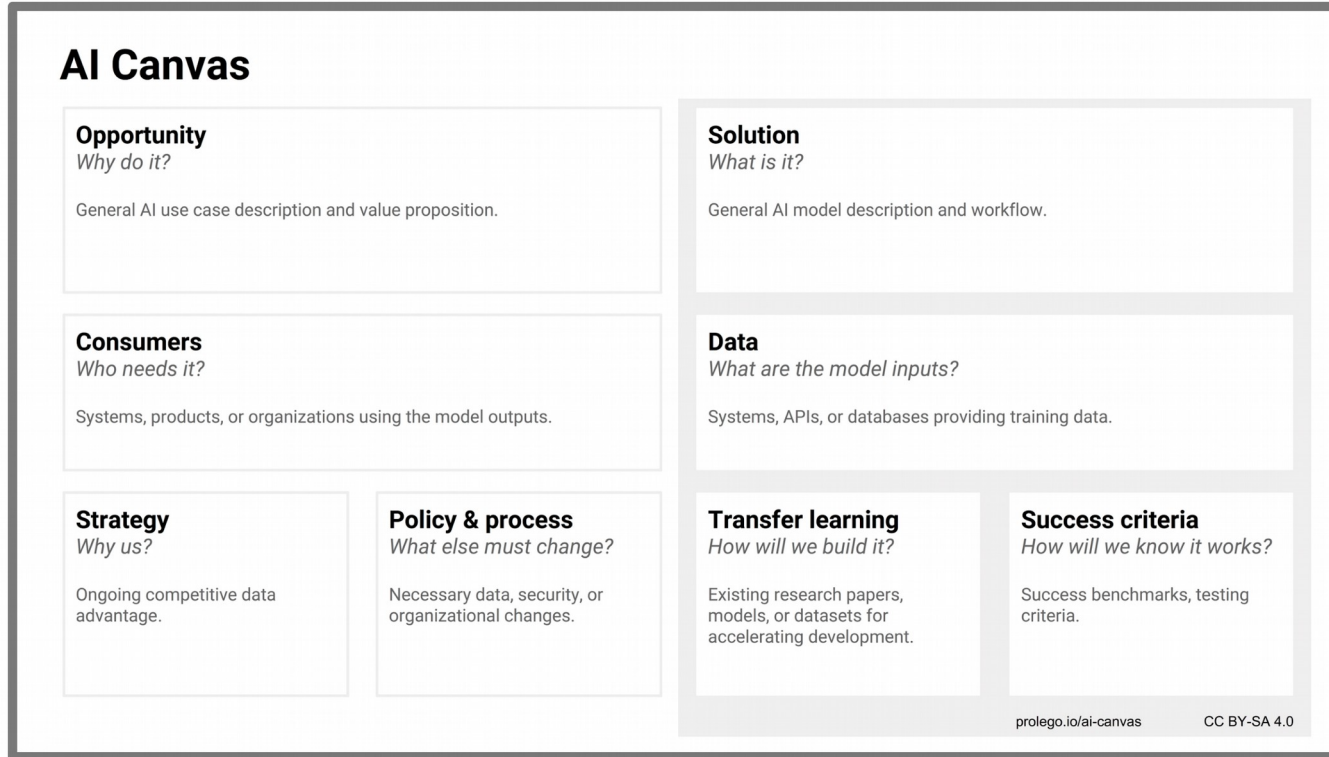 AI Canvas
Opportunity
Why do it?
General AI use case description and value proposition.
Solution
What is it?
General AI model description and workflow.
Consumers
Who needs it?
Systems, products, or organizations using the model outputs.
Data
What are the model inputs?
Systems, APIs, or databases providing training data.
Strategy
Why us?
Ongoing competitive data
advantage.
Policy & process
What else must change?
Necessary data, security, or
organizational changes.
Transfer learning
How will we build it?
Existing research papers,
models, or datasets for
accelerating development.
Success criteria
How will we know it works?
Success benchmarks, testing
criteria.
prolego.io/ai-canvas
CC BY-SA 4.0